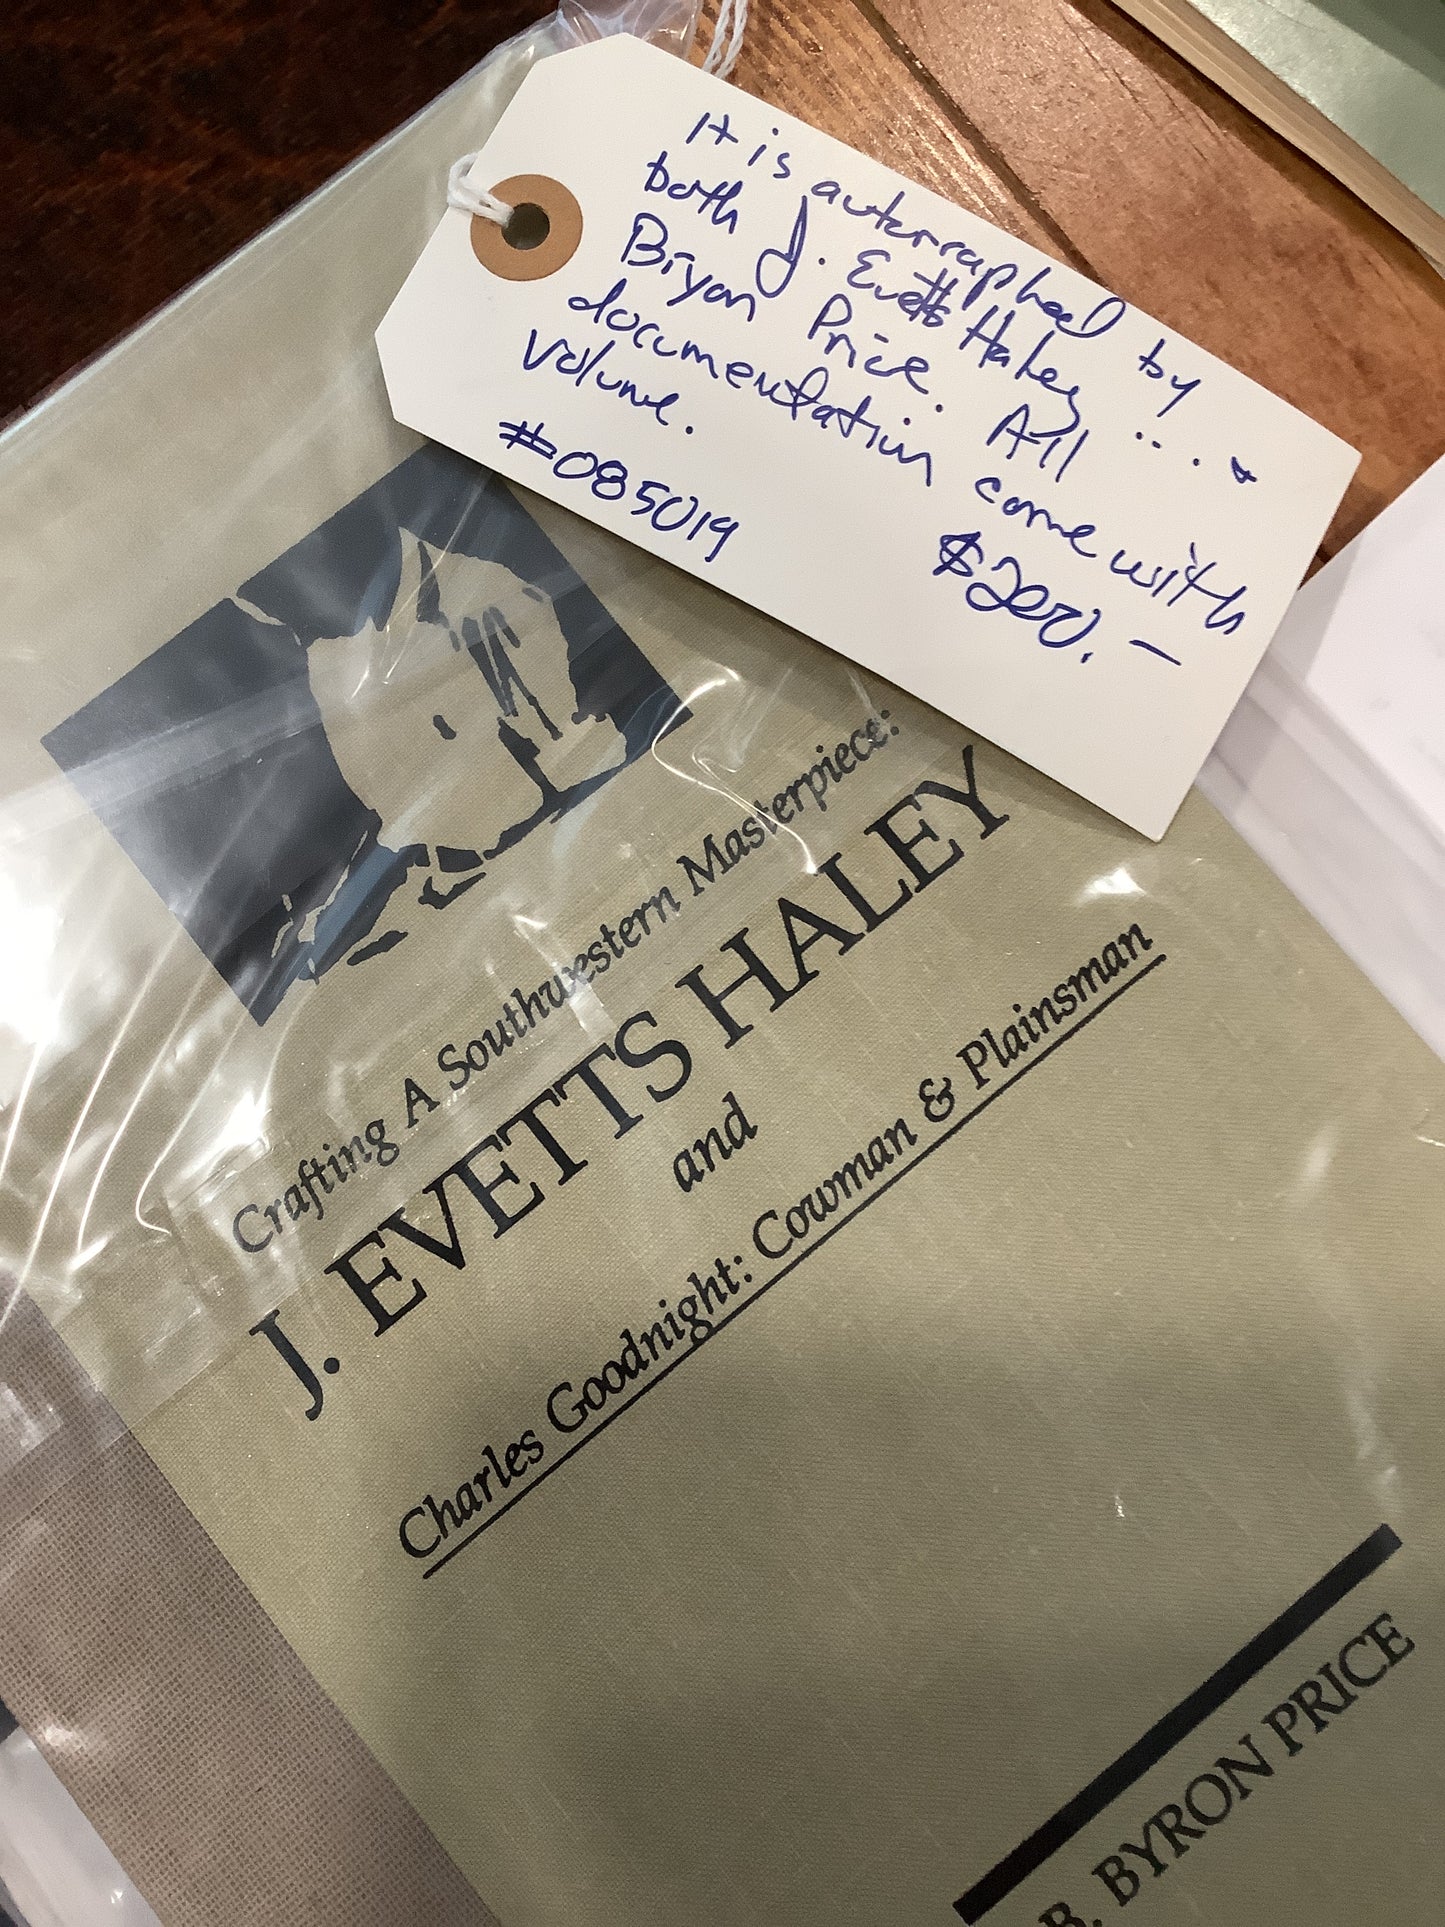 It is autographed by
both J. Evetts Haley &
Bryon Price. All
documentation come with
volume.
#085019
$200.-
Crafting A Southwestern Masterpiece:
J. EVETTS HALEY
and
Charles Goodnight: Cowman & Plainsman
B. BYRON PRICE